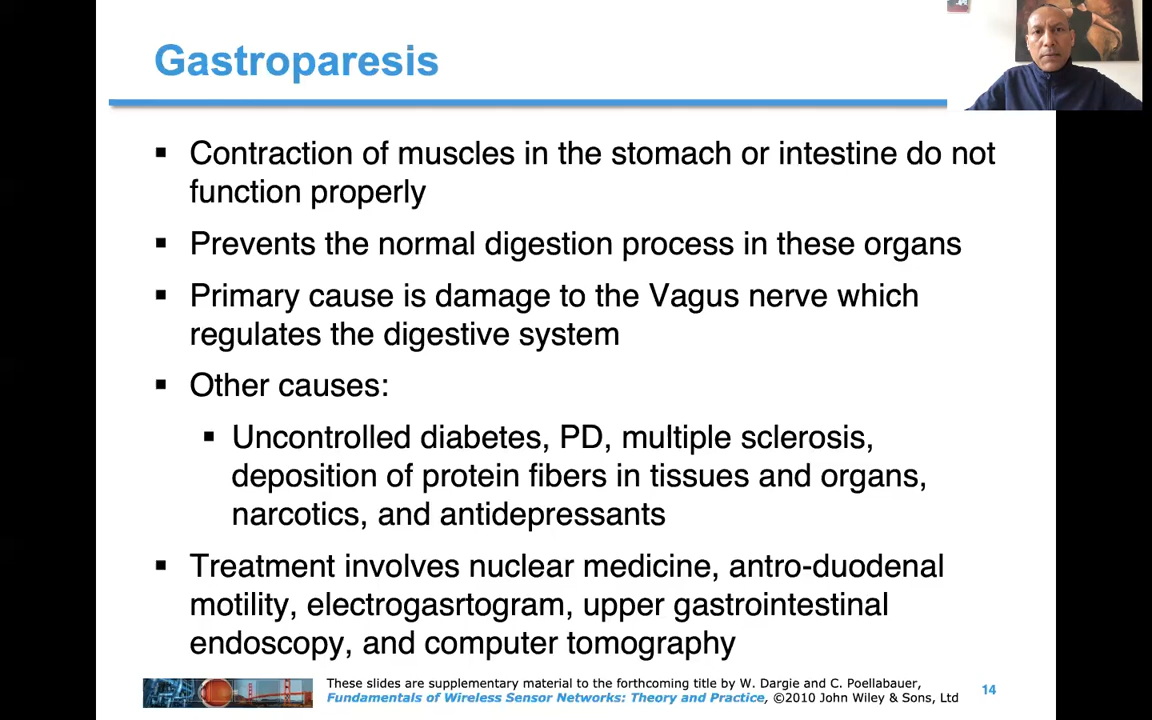 Gastroparesis
▪ Contraction of muscles in the stomach or intestine do not
function properly
▪ Prevents the normal digestion process in these organs
▪ Primary cause is damage to the Vagus nerve which
regulates the digestive system
▪ Other causes:
▪ Uncontrolled diabetes, PD, multiple sclerosis,
deposition of protein fibers in tissues and organs,
narcotics, and antidepressants
▪ Treatment involves nuclear medicine, antro-duodenal
motility, electrogasrtogram, upper gastrointestinal
endoscopy, and computer tomography
These slides are supplementary material to the forthcoming title by W. Dargie and C. Poellabauer,
Fundamentals of Wireless Sensor Networks: Theory and Practice, ©2010 John Wiley & Sons, Ltd
14